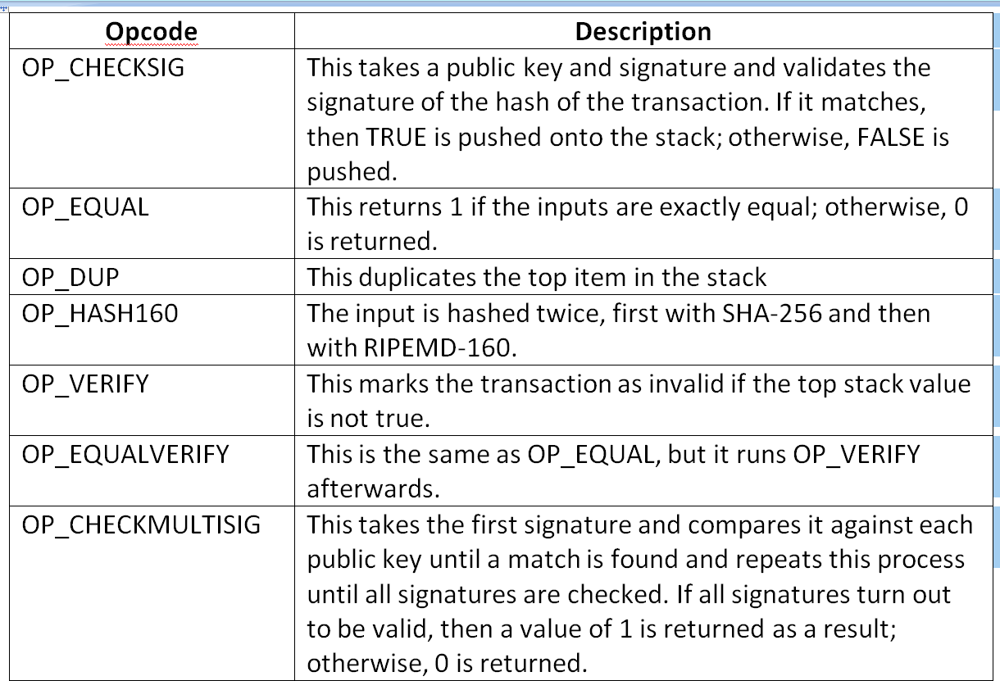 Opcode Description
OP_CHECKSIG This takes a public key and signature and validates the
signature of the hash of the transaction. If it matches,
then TRUE is pushed onto the stack; otherwise, FALSE is
pushed.
OP_EQUAL This returns 1 if the inputs are exactly equal; otherwise, 0
is returned.
OP_DUP This duplicates the top item in the stack
OP_HASH160 The input is hashed twice, first with SHA-256 and then
with RIPEMD-160.
OP_VERIFY This marks the transaction as invalid if the top stack value
is not true.
OP_EQUALVERIFY This is the same as OP_EQUAL, but it runs OP_VERIFY
afterwards.
OP_CHECKMULTISIG This takes the first signature and compares it against each
public key until a match is found and repeats this process
until all signatures are checked. If all signatures turn out
to be valid, then a value of 1 is returned as a result;
otherwise, 0 is returned.